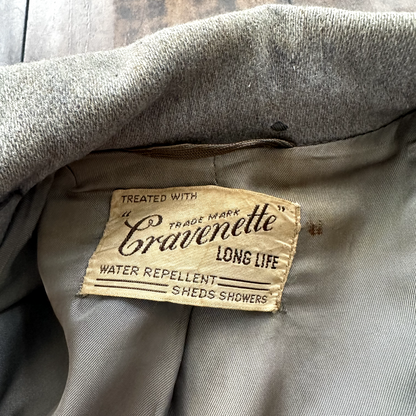 TREATED WITH
TRADE MARK
"Cravenette"
LONG LIFE
WATER REPELLENT
SHEDS SHOWERS